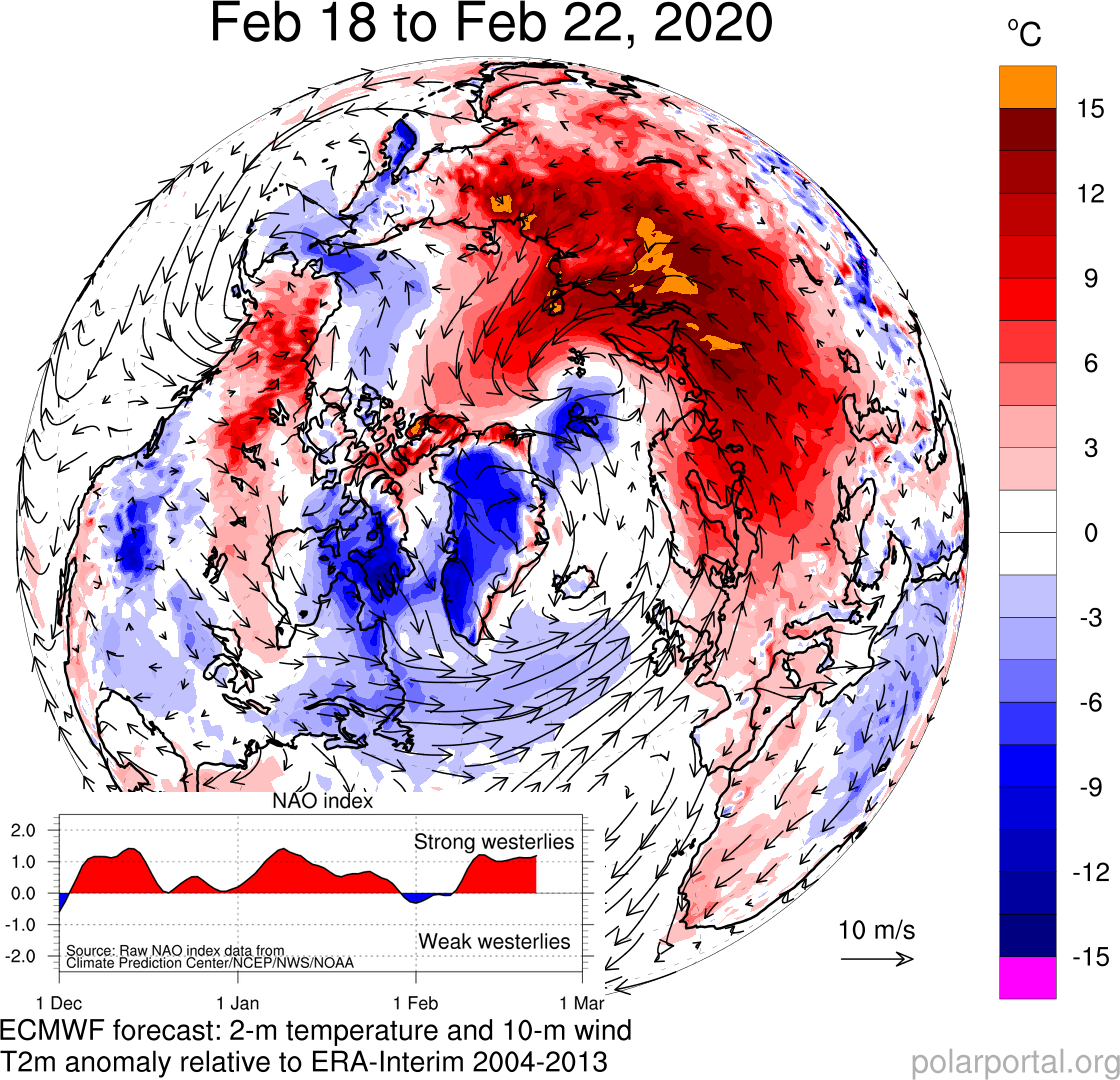 Feb 18 to Feb 22, 2020
°C
15
12
9
6
3
0
-3
-6
-9
-12
-15
NAO index
2.0
1.0
0.0
-1.0
-2.0
Strong westerlies
Weak westerlies
Source: Raw NAO index data from
Climate Prediction Center/NCEP/NWS/NOAA
1 Dec 1 Jan 1 Feb 1 Mar
10 m/s
ECMWF forecast: 2-m temperature and 10-m wind
T2m anomaly relative to ERA-Interim 2004-2013
polarportal.org